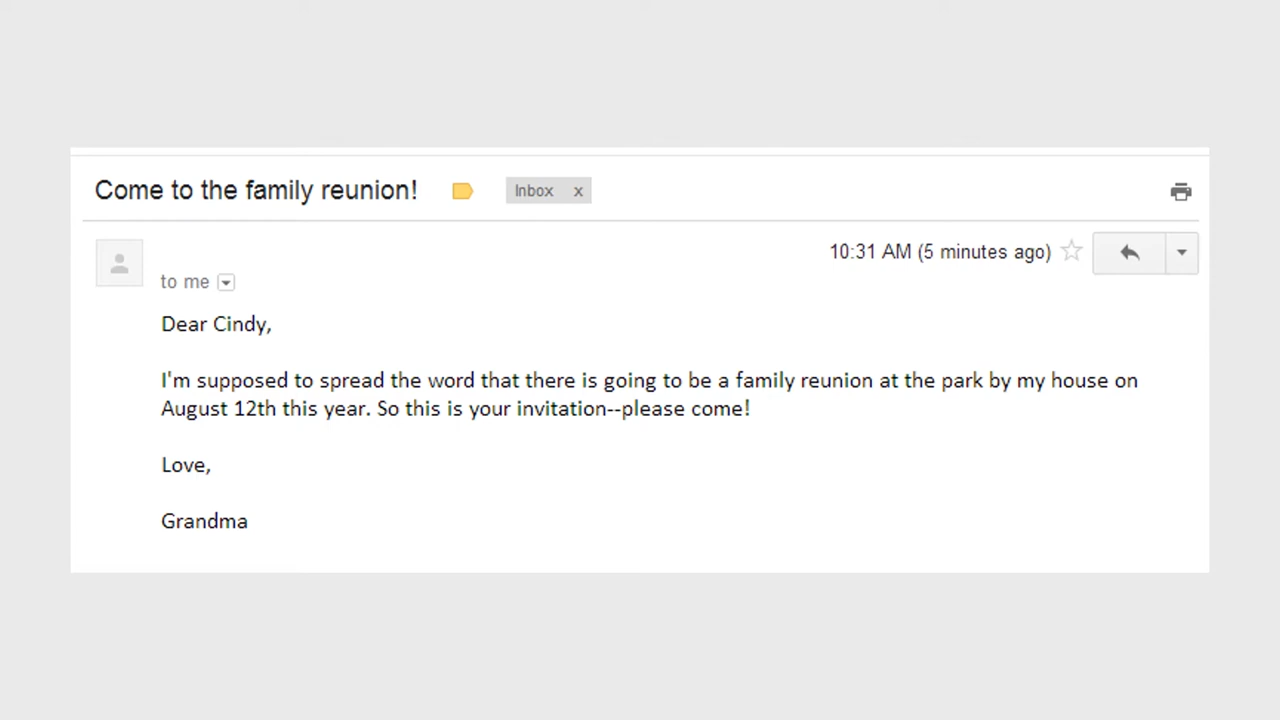 Come to the family reunion! Inbox x
10:31 AM (5 minutes ago)
to me
Dear Cindy,
I'm supposed to spread the word that there is going to be a family reunion at the park by my house on
August 12th this year. So this is your invitation--please come!
Love,
Grandma